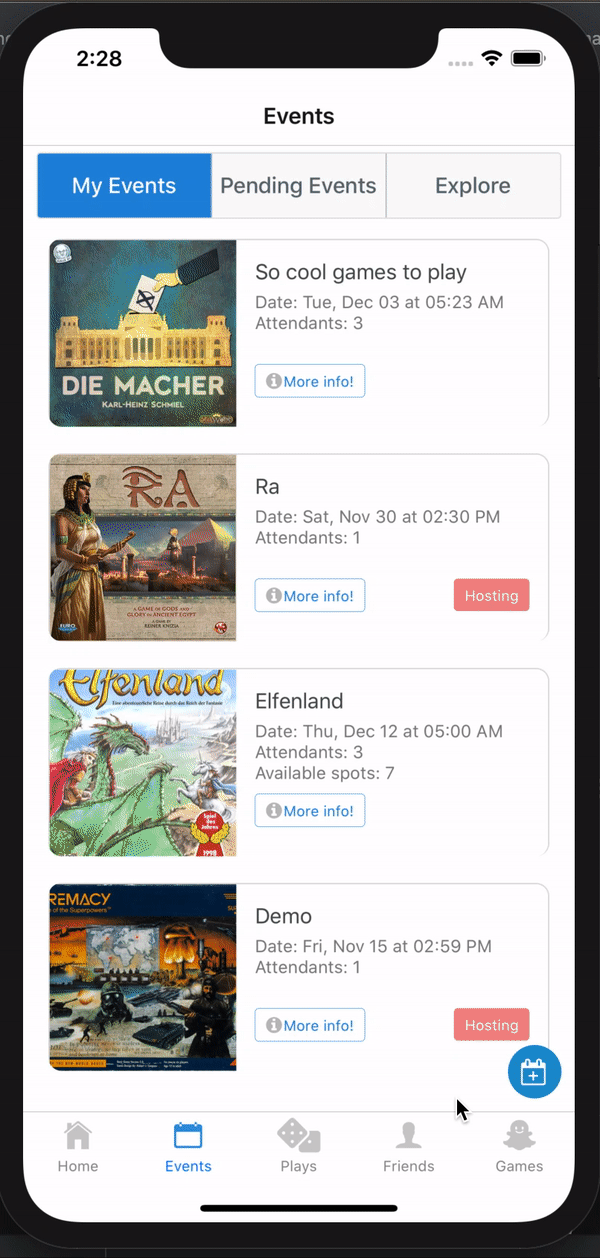 2:28
Events
My Events
Pending Events
Explore
DIE MACHER
KARL-HEINZ SCHMIEL
So cool games to play
Date: Tue, Dec 03 at 05:23 AM
Attendants: 3
More info!
RA
A GAME OF GODS AND
GLORY IN ANCIENT EGYPT
REINER KNIZIA
Ra
Date: Sat, Nov 30 at 02:30 PM
Attendants: 1
More info!
Hosting
Elfenland
Eine abenteuerliche Reise durch das Reich der Fantasie
Spiel
des
Jahres
1998
Elfenland
Date: Thu, Dec 12 at 05:00 AM
Attendants: 3
Available spots: 7
More info!
REMACY
of the Superpowers
Demo
Date: Fri, Nov 15 at 02:59 PM
Attendants: 1
More info!
Hosting
Home
Events
Plays
Friends
Games